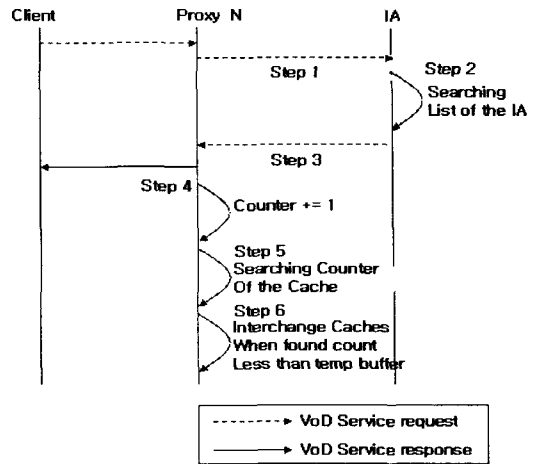 Client
Proxy N
IA
Step 1
Step 2
Searching
List of the IA
Step 3
Step 4
Counter += 1
Step 5
Searching Counter
Of the Cache
Step 6
Interchange Caches
When found count
Less than temp buffer
VoD Service request
VoD Service response